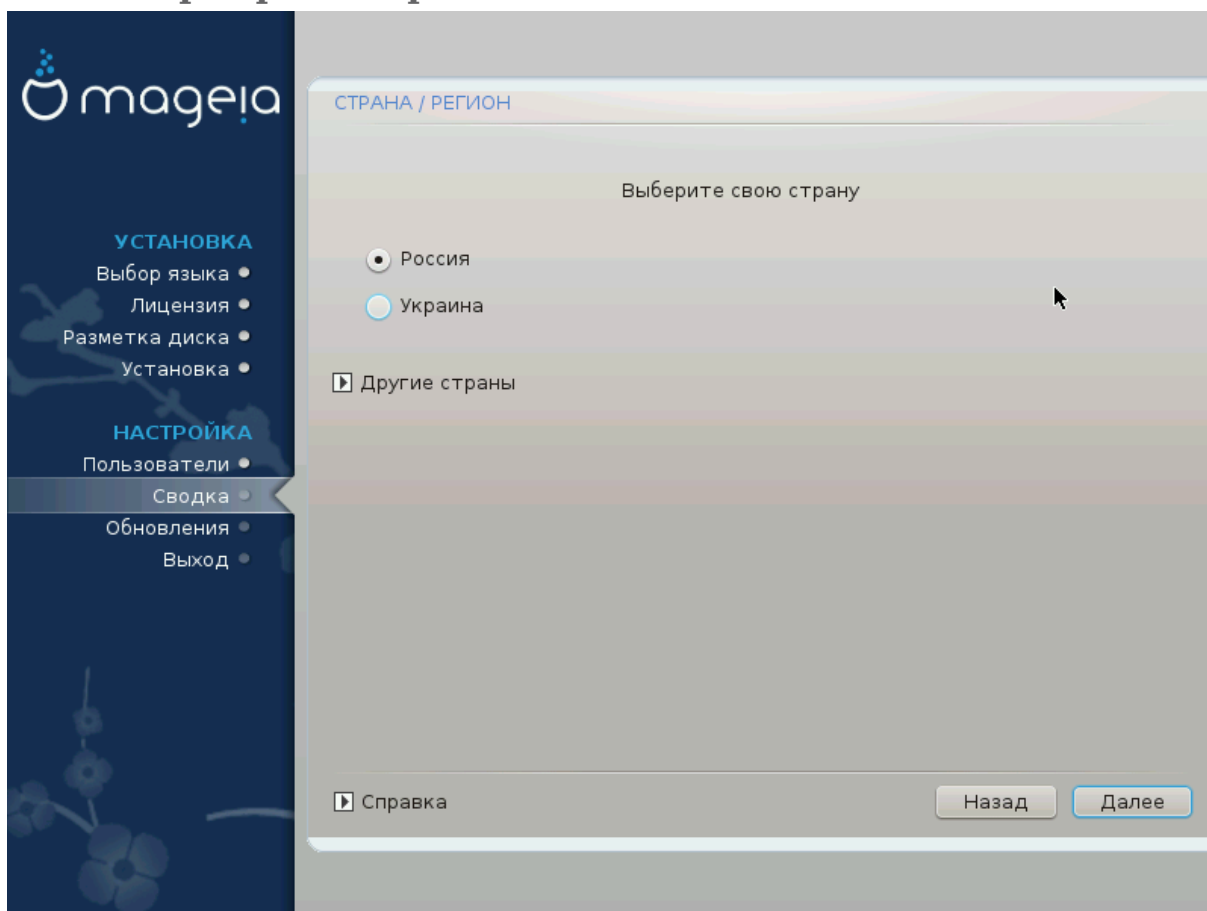 mageia
СТРАНА / РЕГИОН
Выберите свою страну
УСТАНОВКА
Выбор языка
Лицензия
Разметка диска
Установка
НАСТРОЙКА
Пользователи
Сводка
Обновления
Выход
Россия
Украина
Другие страны
Справка
Назад
Далее